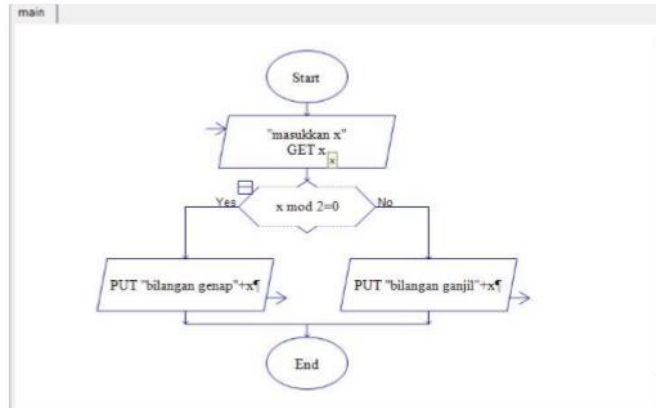 main
Start
"masukkan x"
GET x
x
Yes
x mod 2=0
No
PUT "bilangan genap"+x¶
PUT "bilangan ganjil"+x¶
End